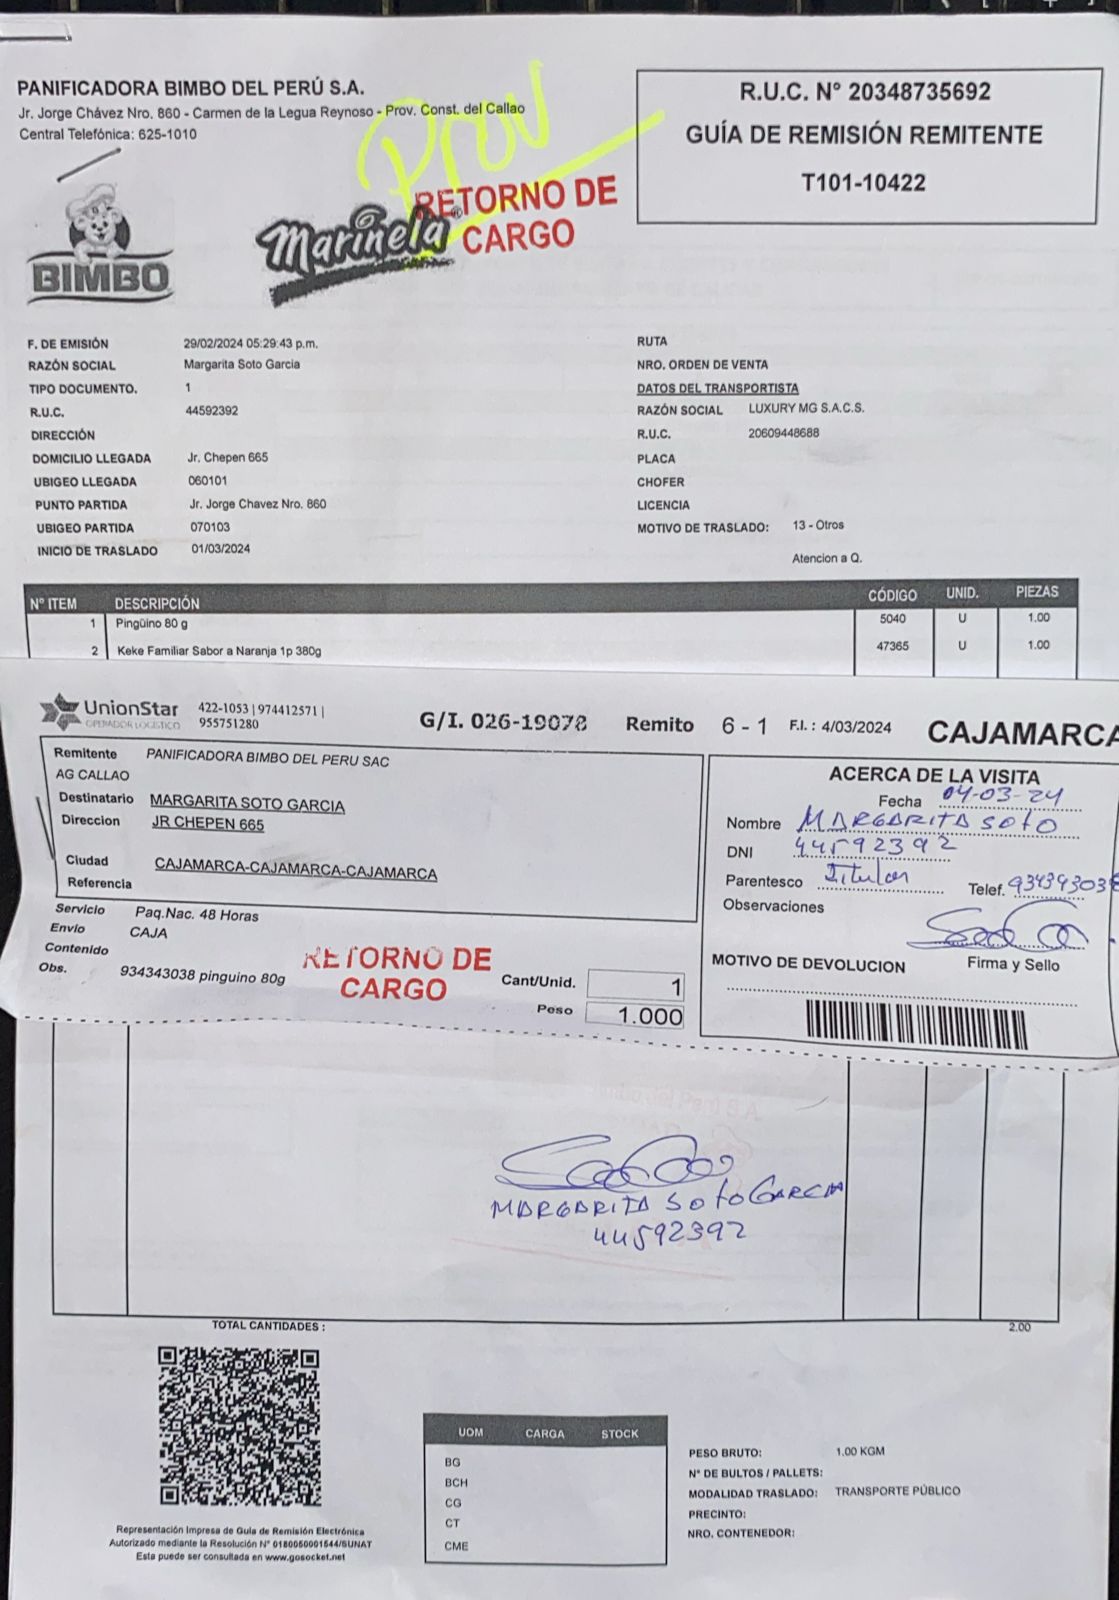 PANIFICADORA BIMBO DEL PERÚ S.A.
Jr. Jorge Chávez Nro. 860 - Carmen de la Legua Reynoso - Prov. Const. del Callao
Central Telefónica: 625-1010
Prov
R.U.C. N° 20348735692
GUÍA DE REMISIÓN REMITENTE
T101-10422
BIMBO
Marinela®
RETORNO DE
CARGO
F. DE EMISIÓN 29/02/2024 05:29:43 p.m.
RAZÓN SOCIAL Margarita Soto Garcia
TIPO DOCUMENTO. 1
R.U.C. 44592392
DIRECCIÓN
DOMICILIO LLEGADA Jr. Chepen 665
UBIGEO LLEGADA 060101
PUNTO PARTIDA Jr. Jorge Chavez Nro. 860
UBIGEO PARTIDA 070103
INICIO DE TRASLADO 01/03/2024
RUTA
NRO. ORDEN DE VENTA
DATOS DEL TRANSPORTISTA
RAZÓN SOCIAL LUXURY MG S.A.C.S.
R.U.C. 20609448688
PLACA
CHOFER
LICENCIA
MOTIVO DE TRASLADO: 13 - Otros
Atencion a Q.
N° ITEM DESCRIPCIÓN CÓDIGO UNID. PIEZAS
1 Pingüino 80 g 5040 U 1.00
2 Keke Familiar Sabor a Naranja 1p 380g 47365 U 1.00
UnionStar
OPERADOR LOGISTICO
422-1053 | 974412571 |
955751280
G/I. 026-19078 Remito 6 - 1 F.I. : 4/03/2024 CAJAMARCA
Remitente PANIFICADORA BIMBO DEL PERU SAC
AG CALLAO
Destinatario MARGARITA SOTO GARCIA
Direccion JR CHEPEN 665
Ciudad CAJAMARCA-CAJAMARCA-CAJAMARCA
Referencia
Servicio Paq.Nac. 48 Horas
Envio CAJA
Contenido
Obs. 934343038 pinguino 80g
RETORNO DE
CARGO
Cant/Unid. 1
Peso 1.000
ACERCA DE LA VISITA
Fecha 04-03-24
Nombre MARGARITA SOTO
DNI 44592392
Parentesco Titular Telef. 934343038
Observaciones
Firma y Sello
MOTIVO DE DEVOLUCION
MARGARITA SOTO GARCIA
44592392
TOTAL CANTIDADES : 2.00
Representación Impresa de Guía de Remisión Electrónica
Autorizado mediante la Resolución N° 0180050001544/SUNAT
Esta puede ser consultada en www.gosocket.net
UOM CARGA STOCK
BG
BCH
CG
CT
CME
PESO BRUTO: 1.00 KGM
N° DE BULTOS / PALLETS:
MODALIDAD TRASLADO: TRANSPORTE PÚBLICO
PRECINTO:
NRO. CONTENEDOR: